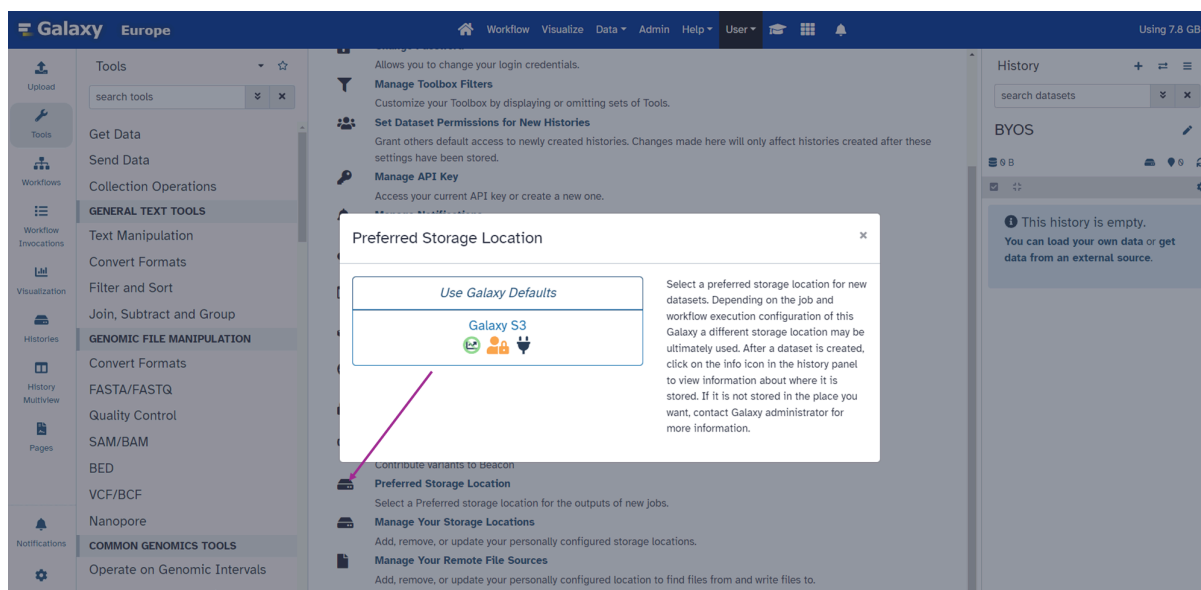 Galaxy Europe
Workflow Visualize Data Admin Help User
Using 7.8 GB
Upload
Tools
Workflows
Workflow
Invocations
Visualization
Histories
History
Multiview
Pages
Notifications
Tools
search tools
Get Data
Send Data
Collection Operations
GENERAL TEXT TOOLS
Text Manipulation
Convert Formats
Filter and Sort
Join, Subtract and Group
GENOMIC FILE MANIPULATION
Convert Formats
FASTA/FASTQ
Quality Control
SAM/BAM
BED
VCF/BCF
Nanopore
COMMON GENOMICS TOOLS
Operate on Genomic Intervals
Allows you to change your login credentials.
Manage Toolbox Filters
Customize your Toolbox by displaying or omitting sets of Tools.
Set Dataset Permissions for New Histories
Grant others default access to newly created histories. Changes made here will only affect histories created after these
settings have been stored.
Manage API Key
Access your current API key or create a new one.
Manage Notifications
Preferred Storage Location
×
Use Galaxy Defaults
Galaxy S3
Select a preferred storage location for new
datasets. Depending on the job and
workflow execution configuration of this
Galaxy a different storage location may be
ultimately used. After a dataset is created,
click on the info icon in the history panel
to view information about where it is
stored. If it is not stored in the place you
want, contact Galaxy administrator for
more information.
Contribute variants to Beacon
Preferred Storage Location
Select a Preferred storage location for the outputs of new jobs.
Manage Your Storage Locations
Add, remove, or update your personally configured storage locations.
Manage Your Remote File Sources
Add, remove, or update your personally configured location to find files from and write files to.
History
search datasets
BYOS
0 B
0
This history is empty.
You can load your own data or get
data from an external source.